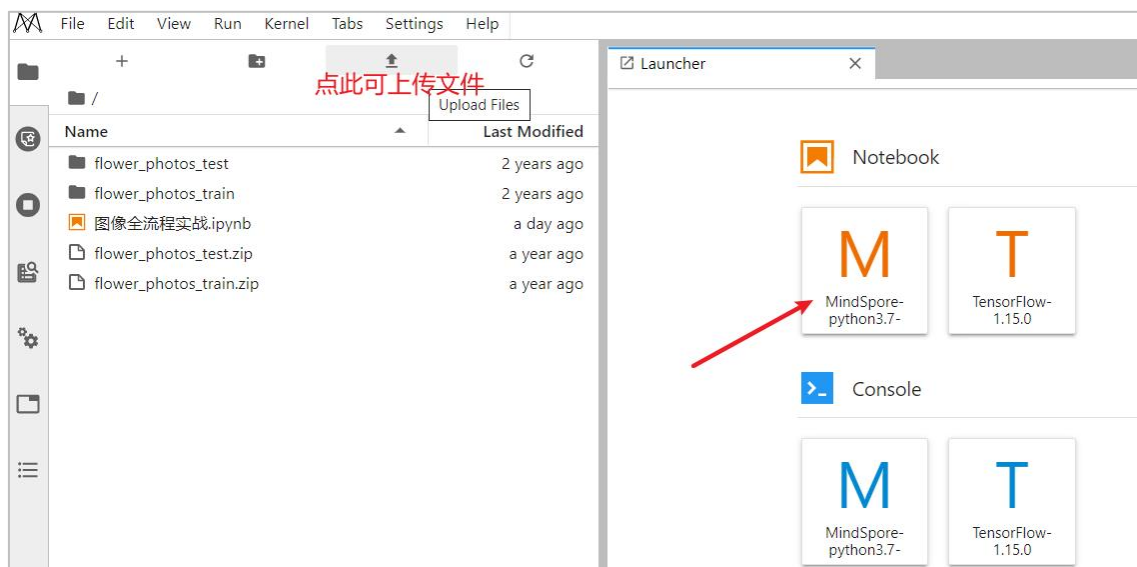 File Edit View Run Kernel Tabs Settings Help
点此可上传文件
Upload Files
/
Name Last Modified
flower_photos_test 2 years ago
flower_photos_train 2 years ago
图像全流程实战.ipynb a day ago
flower_photos_test.zip a year ago
flower_photos_train.zip a year ago
Launcher
Notebook
M
MindSpore-
python3.7-
T
TensorFlow-
1.15.0
Console
M
MindSpore-
python3.7-
T
TensorFlow-
1.15.0